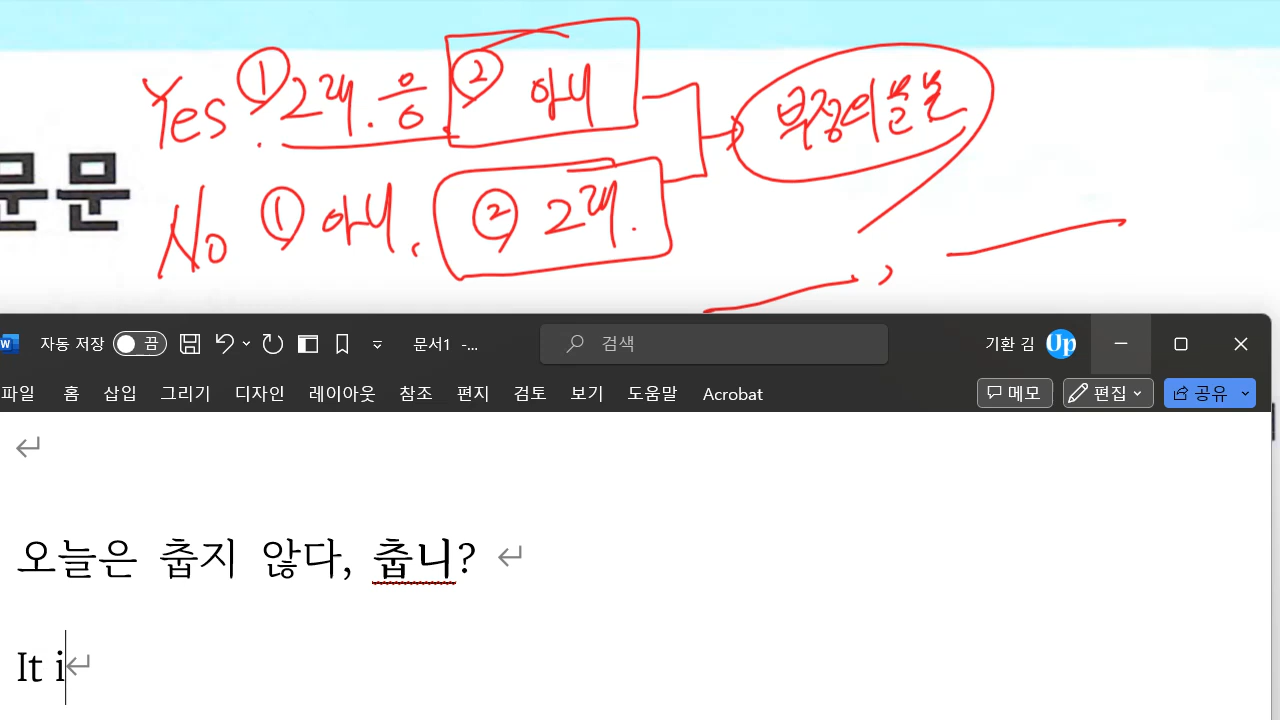 Yes ① 그래. 응 ② 아니
부정의문문
문문
No ① 아니, ② 그래.
자동 저장 끔 문서1 -... 검색 기환 김 Up
파일 홈 삽입 그리기 디자인 레이아웃 참조 편지 검토 보기 도움말 Acrobat 메모 편집 공유
오늘은 춥지 않다, 춥니?
It i